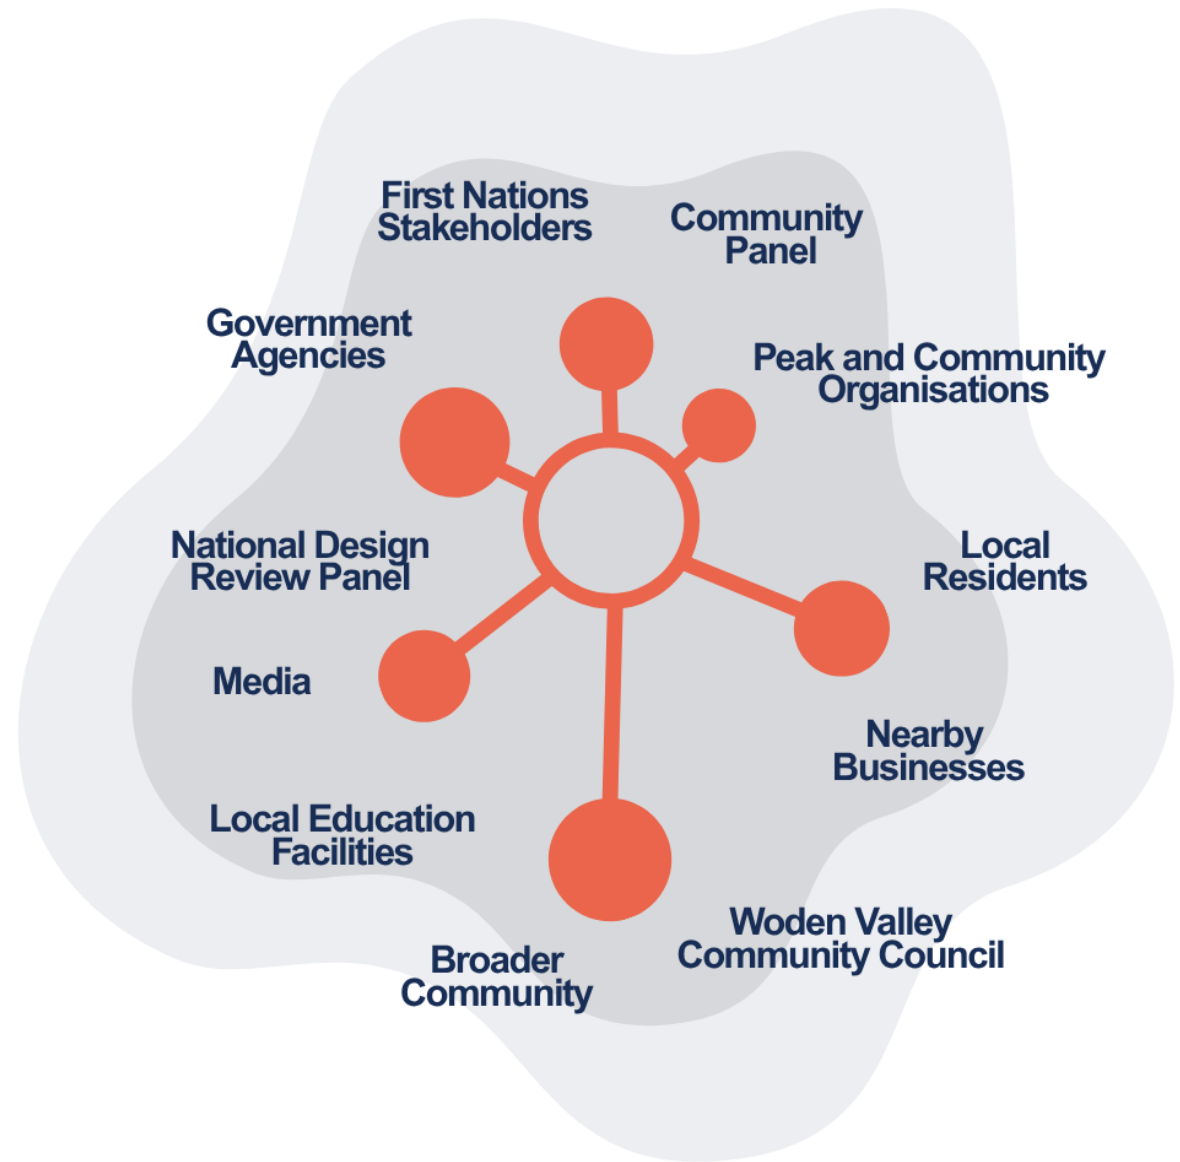 First Nations
Stakeholders
Community
Panel
Government
Agencies
Peak and Community
Organisations
National Design
Review Panel
Local
Residents
Media
Nearby
Businesses
Local Education
Facilities
Woden Valley
Community Council
Broader
Community